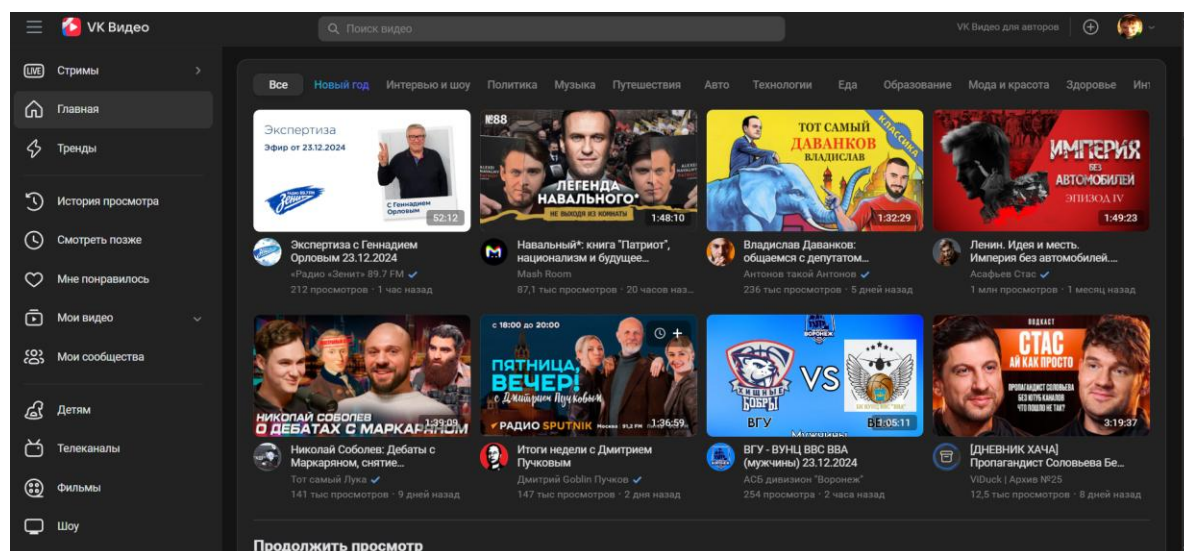 VK Видео
Поиск видео
VK Видео для авторов
LIVE Стримы
Главная
Тренды
История просмотра
Смотреть позже
Мне понравилось
Мои видео
Мои сообщества
Детям
Телеканалы
Фильмы
Шоу
Все Новый год Интервью и шоу Политика Музыка Путешествия Авто Технологии Еда Образование Мода и красота Здоровье Инт
Экспертиза
Эфир от 23.12.2024
Зенит
С Геннадием
Орловым
52:12
Экспертиза с Геннадием
Орловым 23.12.2024
«Радио «Зенит» 89.7 FM
212 просмотров · 1 час назад
№88
ЛЕГЕНДА
НАВАЛЬНОГО*
НЕ ВЫХОДЯ ИЗ КОМНАТЫ
1:48:10
Навальный*: книга "Патриот",
национализм и будущее...
Mash Room
87,1 тыс просмотров · 20 часов наз...
КЛАССИКА
ТОТ САМЫЙ
ДАВАНКОВ
ВЛАДИСЛАВ
1:32:29
Владислав Даванков:
общаемся с депутатом...
Антонов такой Антонов
236 тыс просмотров · 5 дней назад
ИМПЕРИЯ
БЕЗ
АВТОМОБИЛЕЙ
ЭПИЗОД IV
1:49:23
Ленин. Идея и месть.
Империя без автомобилей....
Асафьев Стас
1 млн просмотров · 1 месяц назад
НИКОЛАЙ СОБОЛЕВ
О ДЕБАТАХ С МАРКАРЯНОМ
1:39:09
Николай Соболев: Дебаты с
Маркаряном, снятие...
Тот самый Лука
141 тыс просмотров · 9 дней назад
с 18:00 до 20:00
ПЯТНИЦА,
ВЕЧЕР!
с Дмитрием Пучковым
РАДИО SPUTNIK Москва 91,2 FM
1:36:59
Итоги недели с Дмитрием
Пучковым
Дмитрий Goblin Пучков
147 тыс просмотров · 2 дня назад
ВОРОНЕЖ
ХИЩНЫЕ
БОБРЫ
VS
ВГУ
Мужчины
1:05:11
ВГУ - ВУНЦ ВВС ВВА
(мужчины) 23.12.2024
АСБ дивизион "Воронеж"
254 просмотра · 2 часа назад
ПОДКАСТ
СТАС
АЙ КАК ПРОСТО
ПРОПАГАНДИСТ СОЛОВЬЕВА
БЕЗ ЮТУБ КАНАЛОВ
ЧТО ПОШЛО НЕ ТАК?
3:19:37
[ДНЕВНИК ХАЧА]
Пропагандист Соловьева Бе...
ViDuck | Архив №25
12,5 тыс просмотров · 8 дней назад
Продолжить просмотр